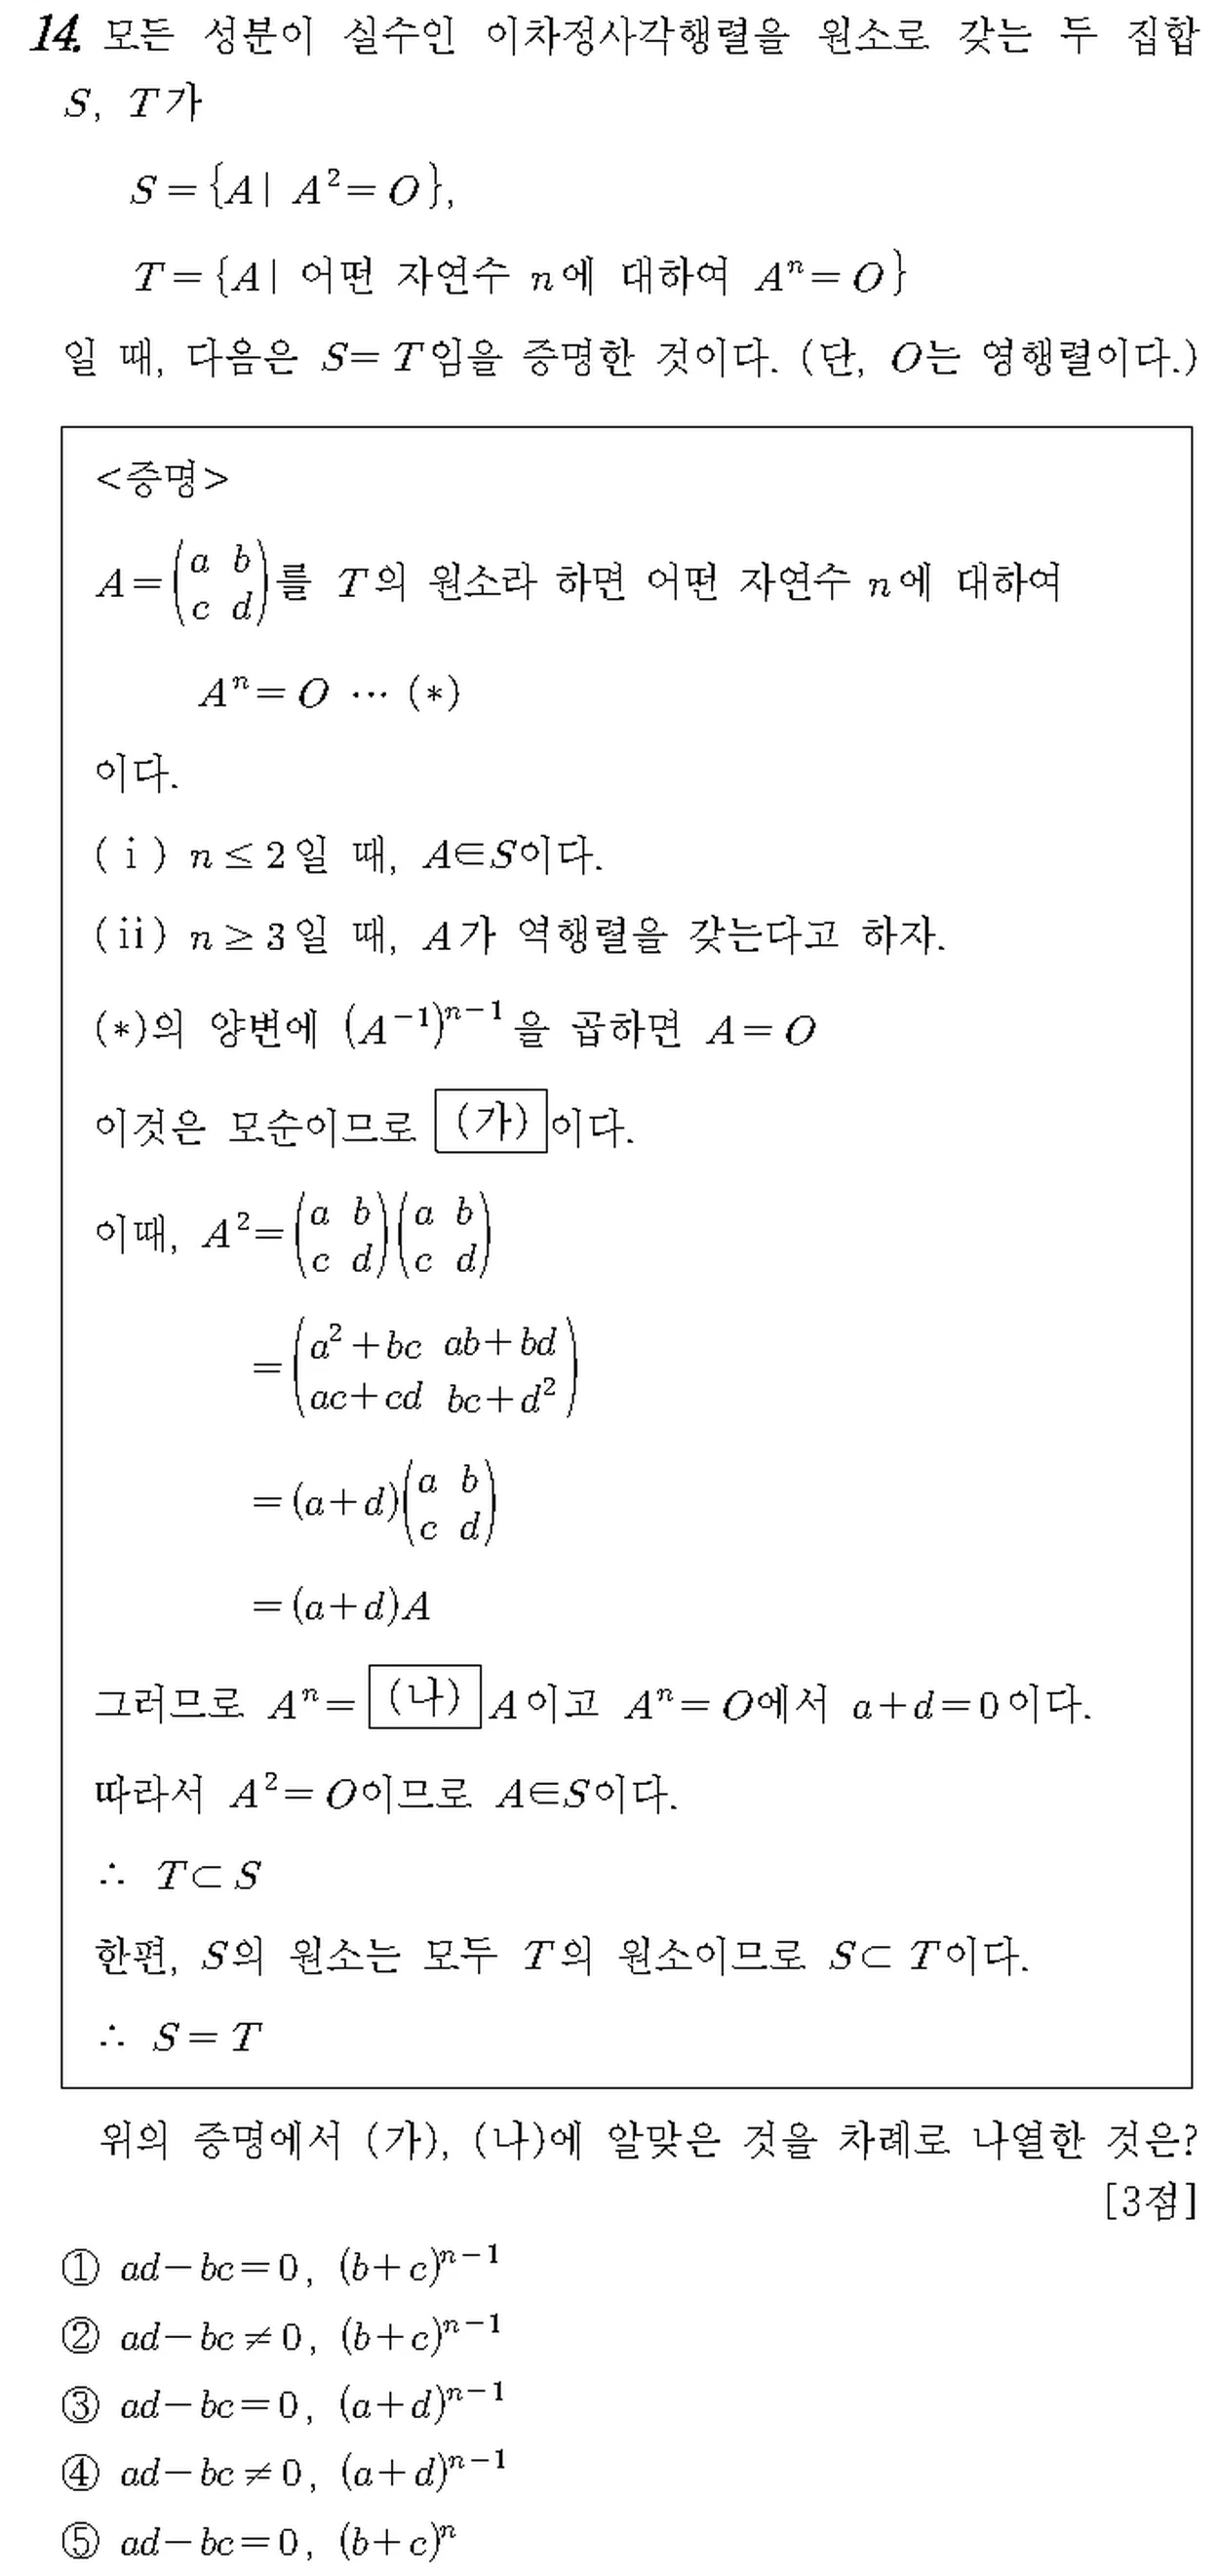 14. 모든 성분이 실수인 이차정사각행렬을 원소로 갖는 두 집합
S, T가
S = {A | A² = O},
T = {A | 어떤 자연수 n에 대하여 Aⁿ = O}
일 때, 다음은 S = T임을 증명한 것이다. (단, O는 영행렬이다.)
<증명>
A = (a b; c d)를 T의 원소라 하면 어떤 자연수 n에 대하여
Aⁿ = O ⋯ (*)
이다.
(ⅰ) n ≤ 2일 때, A∈S이다.
(ⅱ) n ≥ 3일 때, A가 역행렬을 갖는다고 하자.
(*)의 양변에 (A⁻¹)ⁿ⁻¹을 곱하면 A = O
이것은 모순이므로 (가) 이다.
이때, A² = (a b; c d)(a b; c d)
= (a²+bc ab+bd; ac+cd bc+d²)
= (a+d)(a b; c d)
= (a+d)A
그러므로 Aⁿ = (나) A이고 Aⁿ = O에서 a+d = 0이다.
따라서 A² = O이므로 A∈S이다.
∴ T⊂S
한편, S의 원소는 모두 T의 원소이므로 S⊂T이다.
∴ S = T
위의 증명에서 (가), (나)에 알맞은 것을 차례로 나열한 것은?
[3점]
① ad−bc = 0, (b+c)ⁿ⁻¹
② ad−bc ≠ 0, (b+c)ⁿ⁻¹
③ ad−bc = 0, (a+d)ⁿ⁻¹
④ ad−bc ≠ 0, (a+d)ⁿ⁻¹
⑤ ad−bc = 0, (b+c)ⁿ